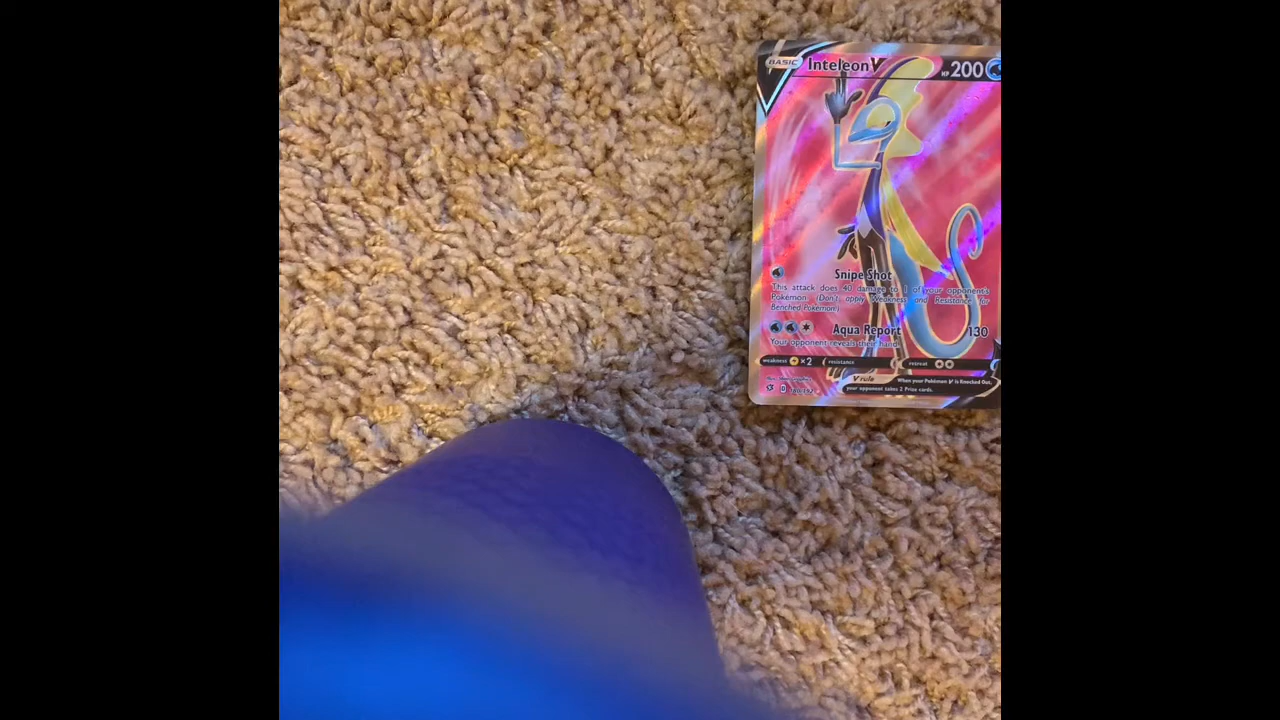 BASIC Inteleon V HP 200
Snipe Shot
This attack does 40 damage to 1 of your opponent's
Pokémon. (Don't apply Weakness and Resistance for
Benched Pokémon.)
Aqua Report 130
Your opponent reveals their hand.
weakness ×2 resistance retreat
V rule When your Pokémon V is Knocked Out,
your opponent takes 2 Prize cards.